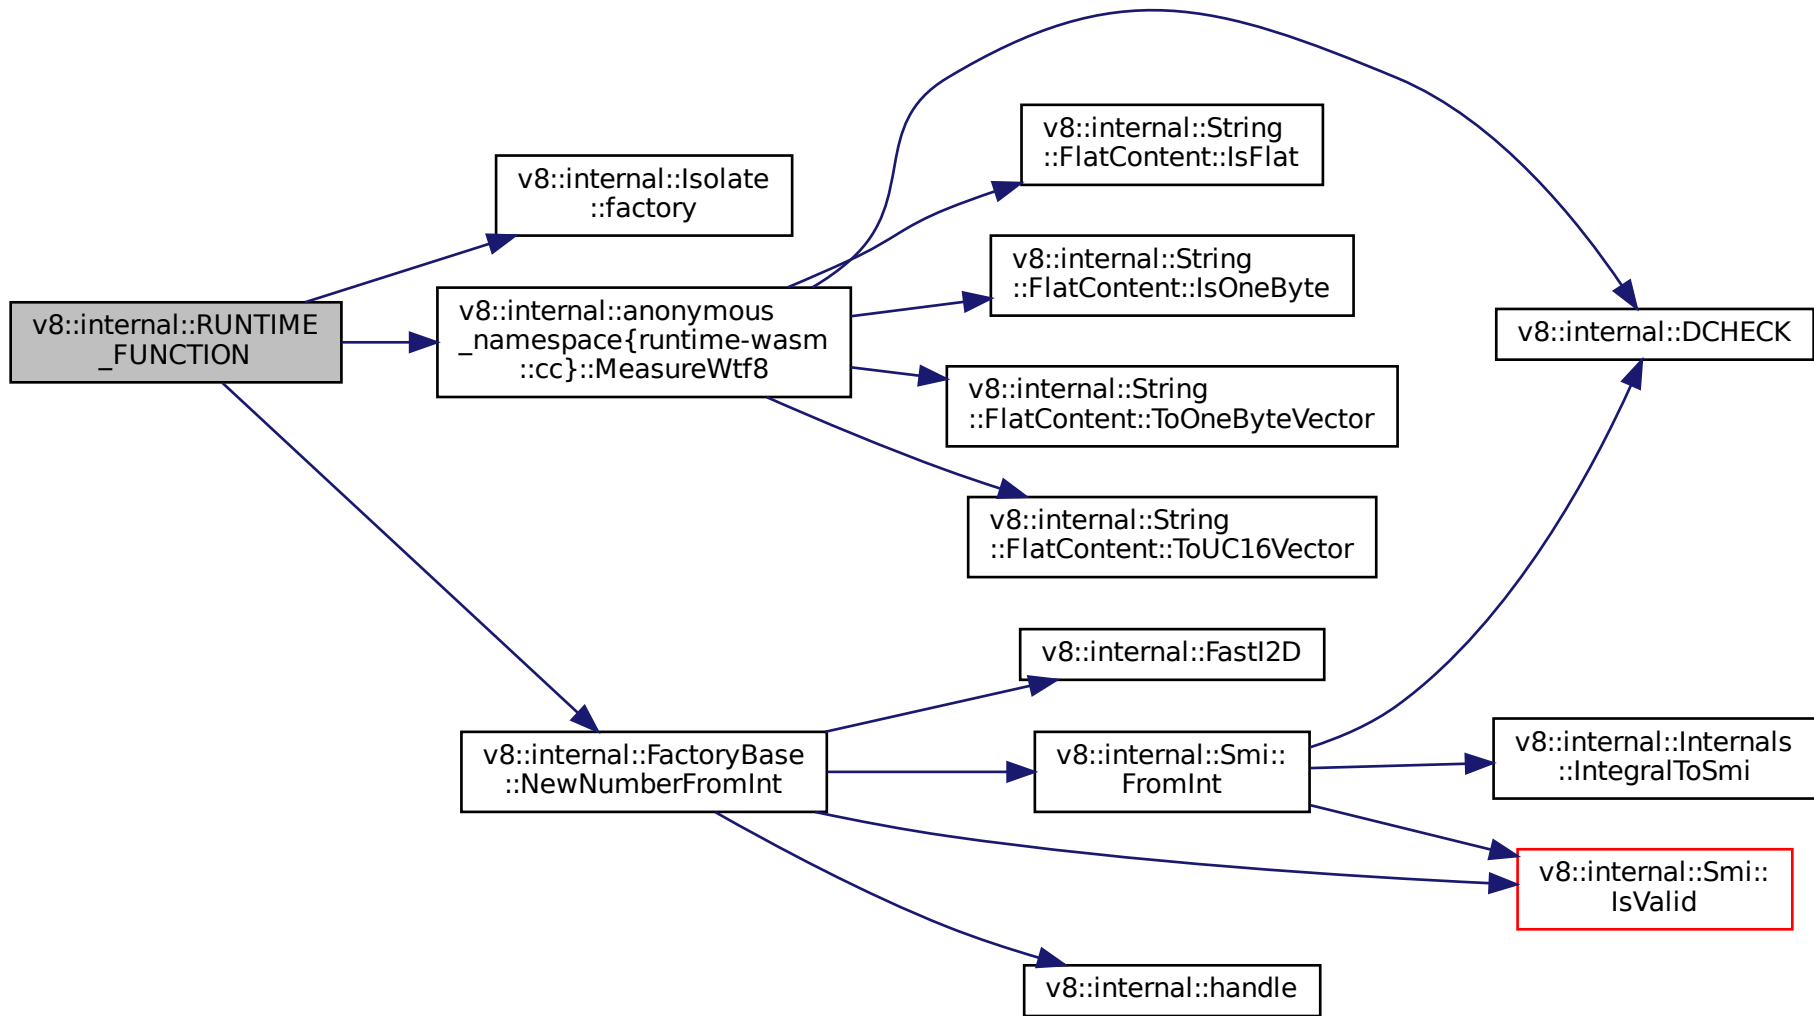 v8::internal::RUNTIME
_FUNCTION
v8::internal::Isolate
::factory
v8::internal::anonymous
_namespace{runtime-wasm
::cc}::MeasureWtf8
v8::internal::FactoryBase
::NewNumberFromInt
v8::internal::String
::FlatContent::IsFlat
v8::internal::String
::FlatContent::IsOneByte
v8::internal::String
::FlatContent::ToOneByteVector
v8::internal::String
::FlatContent::ToUC16Vector
v8::internal::FastI2D
v8::internal::Smi::
FromInt
v8::internal::handle
v8::internal::DCHECK
v8::internal::Internals
::IntegralToSmi
v8::internal::Smi::
IsValid